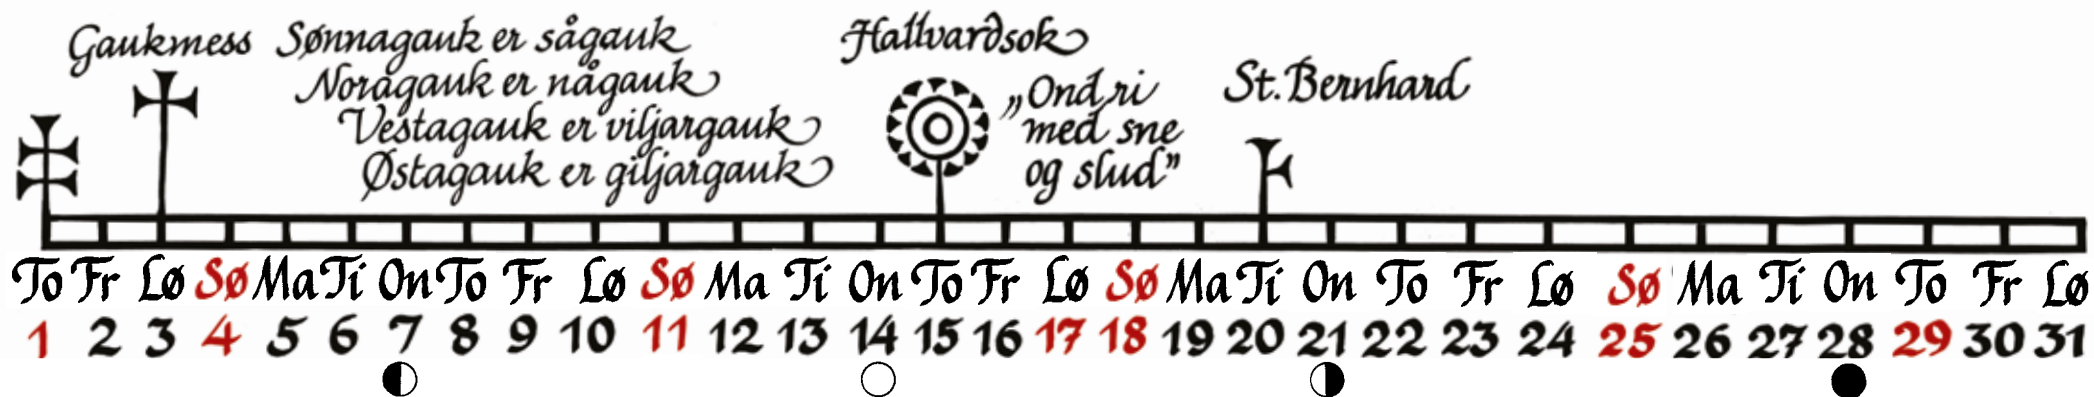 Gaukmess
Sønnagauk er sågauk
Noragauk er någauk
Vestagauk er viljargauk
Østagauk er giljargauk
Hallvardsok
„Ond ri
med sne
og slud”
St. Bernhard
To Fr Lø Sø Ma Ti On To Fr Lø Sø Ma Ti On To Fr Lø Sø Ma Ti On To Fr Lø Sø Ma Ti On To Fr Lø
1 2 3 4 5 6 7 8 9 10 11 12 13 14 15 16 17 18 19 20 21 22 23 24 25 26 27 28 29 30 31